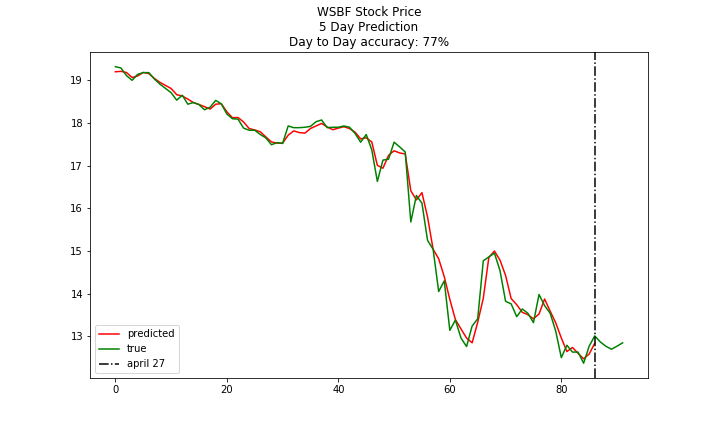 WSBF Stock Price
5 Day Prediction
Day to Day accuracy: 77%
19
18
17
16
15
14
13
predicted
true
april 27
0
20
40
60
80